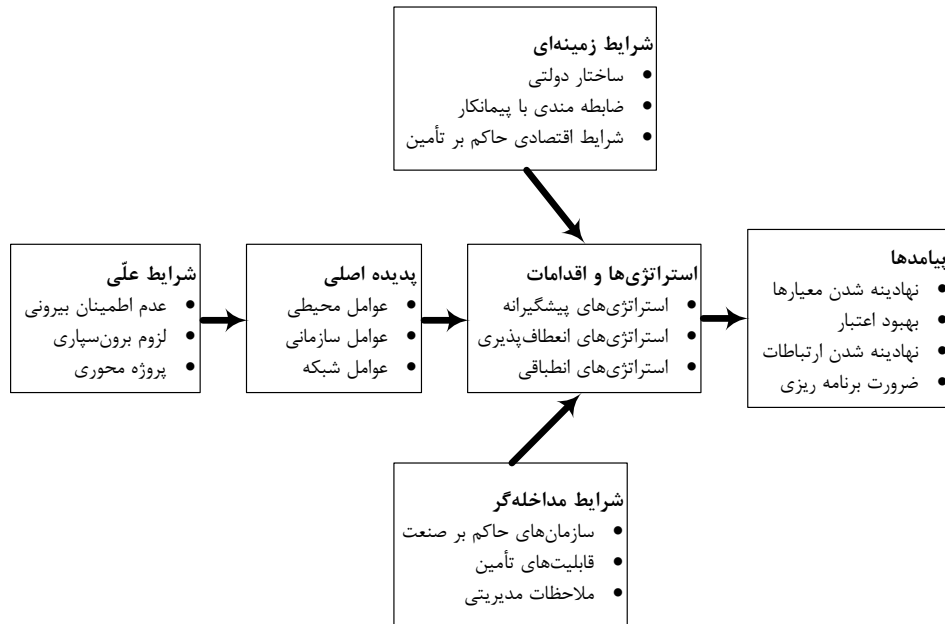 شرایط زمینه‌ای
● ساختار دولتی
● ضابطه مندی با پیمانکار
● شرایط اقتصادی حاکم بر تأمین
شرایط علّی
● عدم اطمینان بیرونی
● لزوم برون‌سپاری
● پروژه محوری
پدیده اصلی
● عوامل محیطی
● عوامل سازمانی
● عوامل شبکه
استراتژی‌ها و اقدامات
● استراتژی‌های پیشگیرانه
● استراتژی‌های انعطاف‌پذیری
● استراتژی‌های انطباقی
پیامدها
● نهادینه شدن معیارها
● بهبود اعتبار
● نهادینه شدن ارتباطات
● ضرورت برنامه ریزی
شرایط مداخله‌گر
● سازمان‌های حاکم بر صنعت
● قابلیت‌های تأمین
● ملاحظات مدیریتی